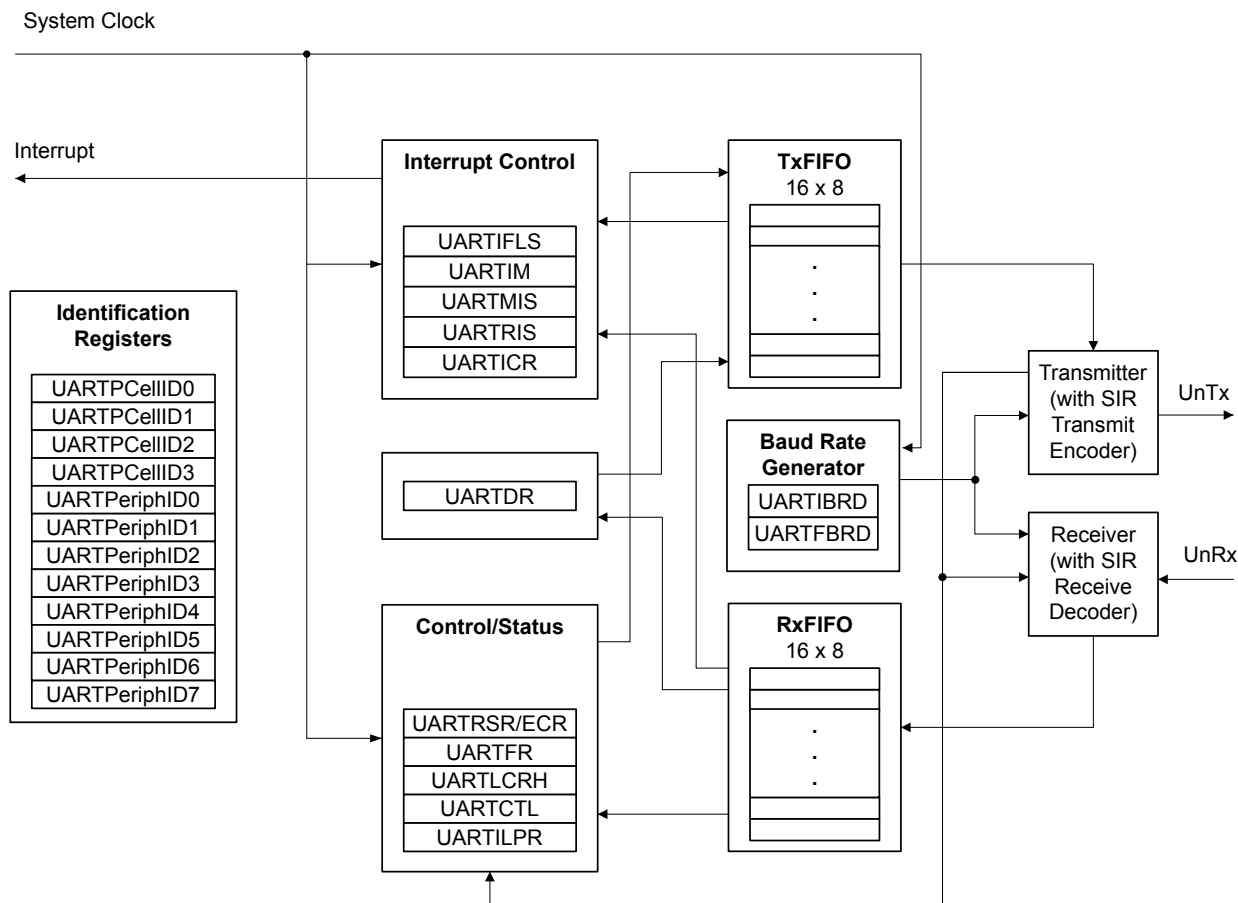 System Clock
Interrupt
Identification
Registers
UARTPCellID0
UARTPCellID1
UARTPCellID2
UARTPCellID3
UARTPeriphID0
UARTPeriphID1
UARTPeriphID2
UARTPeriphID3
UARTPeriphID4
UARTPeriphID5
UARTPeriphID6
UARTPeriphID7
Interrupt Control
UARTIFLS
UARTIM
UARTMIS
UARTRIS
UARTICR
UARTDR
Control/Status
UARTRSR/ECR
UARTFR
UARTLCRH
UARTCTL
UARTILPR
TxFIFO
16 x 8
.
.
.
Baud Rate
Generator
UARTIBRD
UARTFBRD
RxFIFO
16 x 8
.
.
.
Transmitter
(with SIR
Transmit
Encoder)
UnTx
Receiver
(with SIR
Receive
Decoder)
UnRx